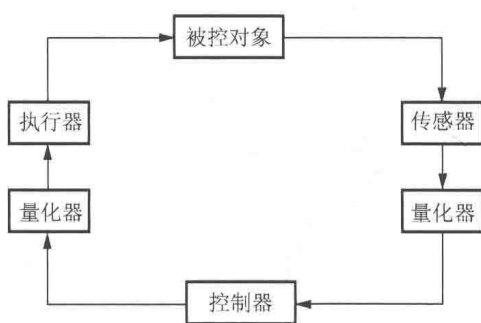 被控对象
执行器
传感器
量化器
量化器
控制器